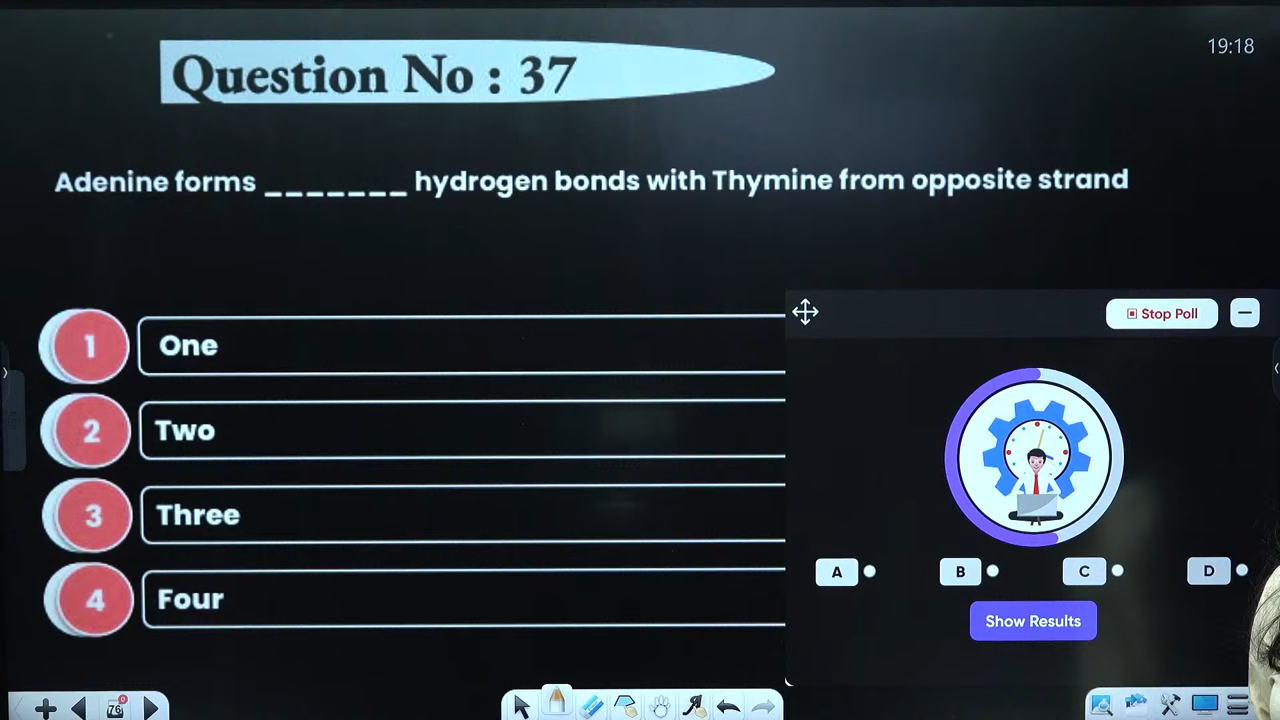 Question No : 37
19:18
Adenine forms _______ hydrogen bonds with Thymine from opposite strand
1 One
2 Two
3 Three
4 Four
Stop Poll
A B C D
Show Results
76